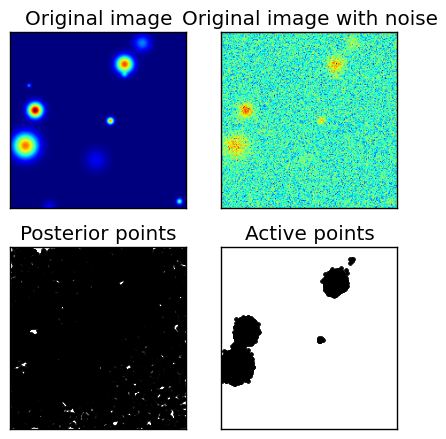 Original image
Original image with noise
Posterior points
Active points